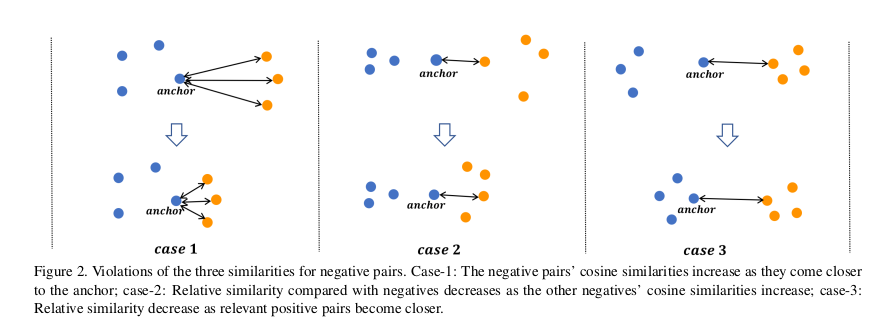 anchor
anchor
anchor
anchor
anchor
anchor
case 1
case 2
case 3
Figure 2. Violations of the three similarities for negative pairs. Case-1: The negative pairs' cosine similarities increase as they come closer
to the anchor; case-2: Relative similarity compared with negatives decreases as the other negatives' cosine similarities increase; case-3:
Relative similarity decrease as relevant positive pairs become closer.